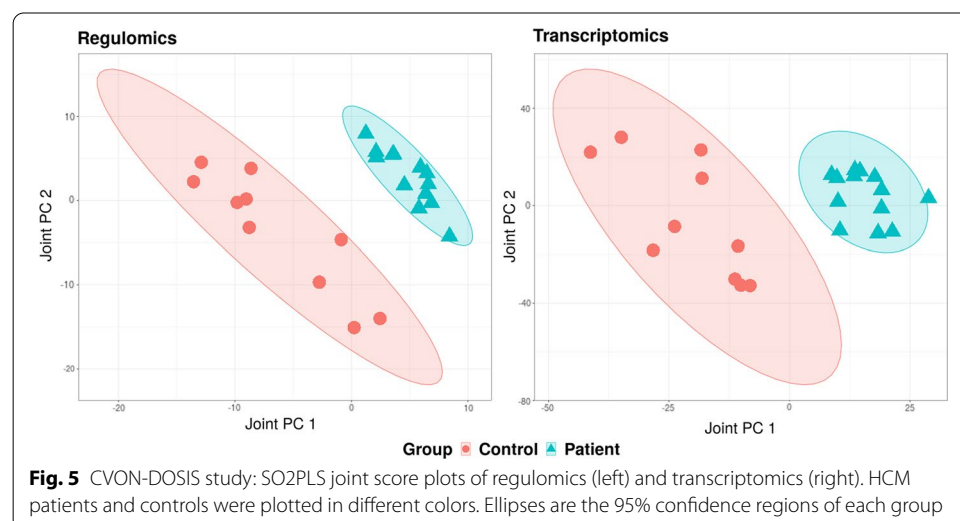 Regulomics
Transcriptomics
10
0
-10
-20
Joint PC 2
-20
-10
0
10
Joint PC 1
40
0
-40
-80
Joint PC 2
-50
-25
0
25
Joint PC 1
Group Control Patient
Fig. 5 CVON-DOSIS study: SO2PLS joint score plots of regulomics (left) and transcriptomics (right). HCM
patients and controls were plotted in different colors. Ellipses are the 95% confidence regions of each group